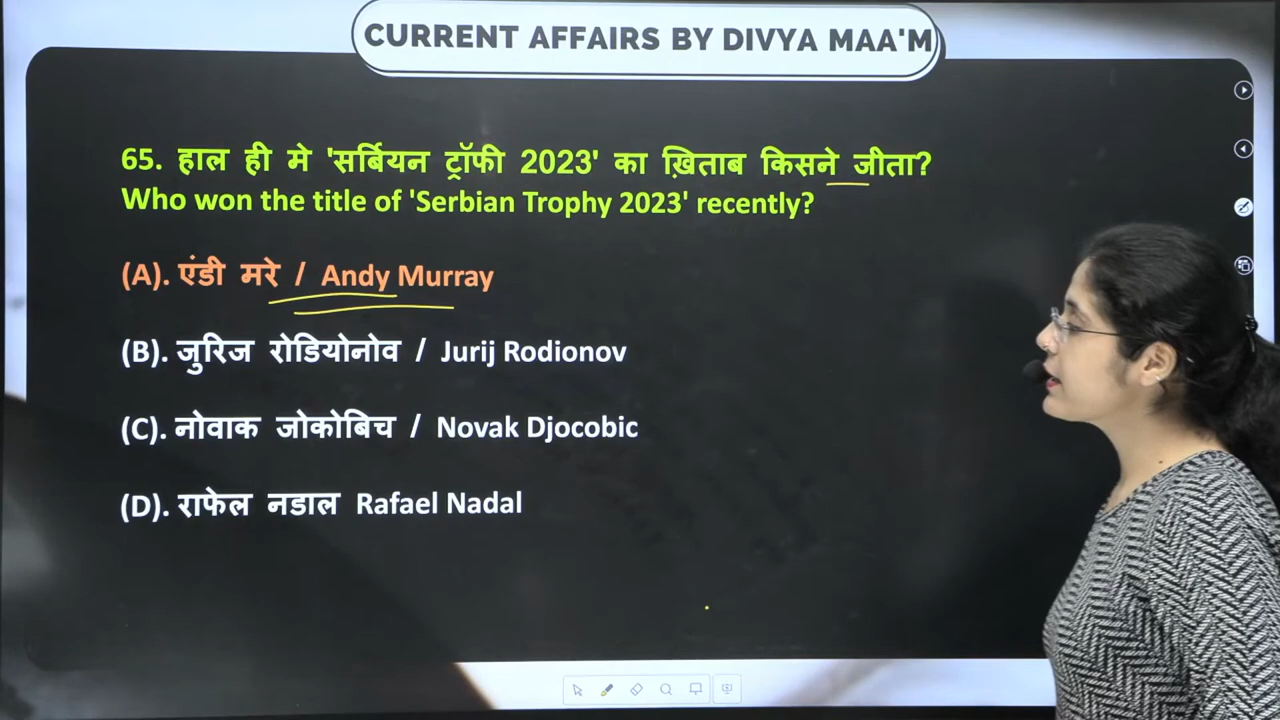 CURRENT AFFAIRS BY DIVYA MAA'M
65. हाल ही मे 'सर्बियन ट्रॉफी 2023' का ख़िताब किसने जीता?
Who won the title of 'Serbian Trophy 2023' recently?
(A). एंडी मरे / Andy Murray
(B). जुरिज रोडियोनोव / Jurij Rodionov
(C). नोवाक जोकोबिच / Novak Djocobic
(D). राफेल नडाल Rafael Nadal